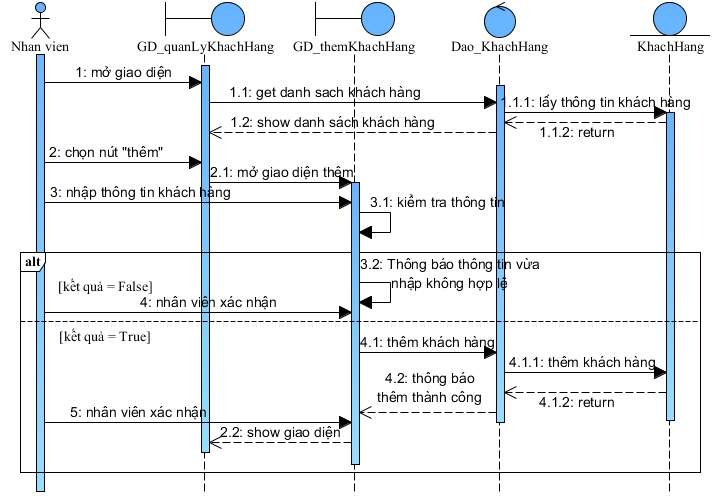 Nhan vien
GD_quanLyKhachHang
GD_themKhachHang
Dao_KhachHang
KhachHang
1: mở giao diện
1.1: get danh sach khách hàng
1.1.1: lấy thông tin khách hàng
1.2: show danh sách khách hàng
1.1.2: return
2: chọn nút "thêm"
2.1: mở giao diện thêm
3: nhập thông tin khách hàng
3.1: kiểm tra thông tin
alt
3.2: Thông báo thông tin vừa
nhập không hợp lệ
[kết quả = False]
4: nhân viên xác nhận
[kết quả = True]
4.1: thêm khách hàng
4.1.1: thêm khách hàng
4.2: thông báo
thêm thành công
4.1.2: return
5: nhân viên xác nhận
2.2: show giao diện